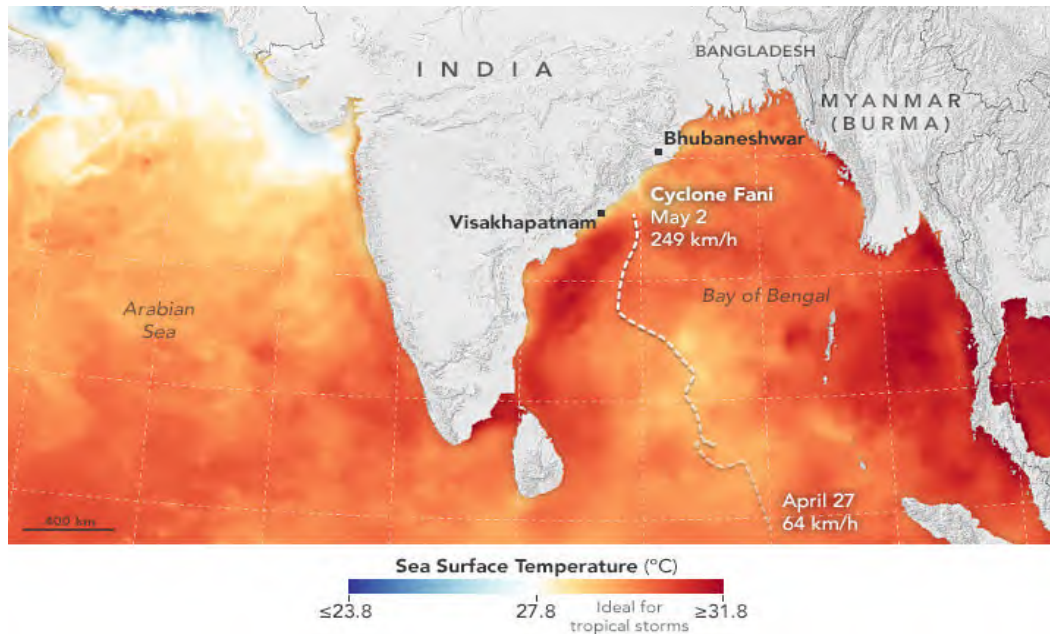 INDIA
BANGLADESH
MYANMAR
(BURMA)
Bhubaneshwar
Cyclone Fani
May 2
249 km/h
Visakhapatnam
Arabian
Sea
Bay of Bengal
April 27
64 km/h
400 km
Sea Surface Temperature (°C)
≤23.8
27.8
Ideal for
tropical storms
≥31.8